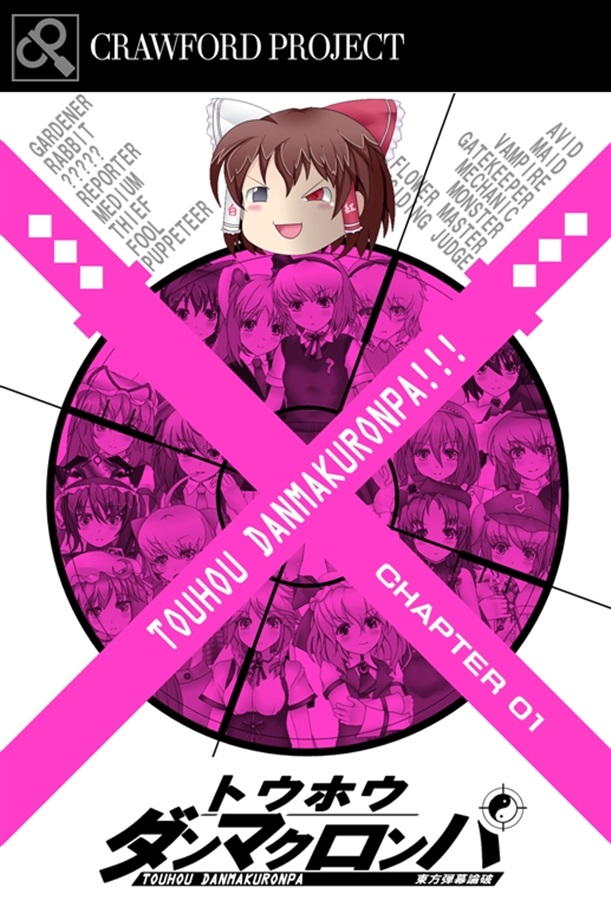 CRAWFORD PROJECT
GARDENER
RABBIT
?????
REPORTER
MEDIUM
THIEF
FOOL
PUPPETEER
AVID
MAID
VAMPIRE
GATEKEEPER
MECHANIC
MONSTER
FLOWER MASTER
JUDGE
白
紅
?
TOUHOU DANMAKURONPA!!!
CHAPTER 01
トウホウ
ダンマクロンパ
TOUHOU DANMAKURONPA
東方弾幕論破